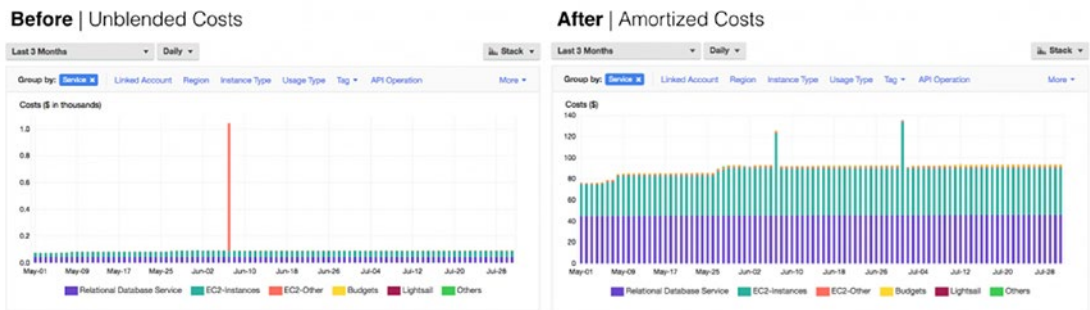 Before | Unblended Costs
Last 3 Months Daily Stack
Group by: Service × Linked Account Region Instance Type Usage Type Tag API Operation More
Costs ($ in thousands)
1.0
0.8
0.6
0.4
0.2
0.0
May-01 May-09 May-17 May-25 Jun-02 Jun-10 Jun-18 Jun-26 Jul-04 Jul-12 Jul-20 Jul-28
Relational Database Service EC2-Instances EC2-Other Budgets Lightsail Others
After | Amortized Costs
Last 3 Months Daily Stack
Group by: Service × Linked Account Region Instance Type Usage Type Tag API Operation More
Costs ($)
140
120
100
80
60
40
20
0
May-01 May-09 May-17 May-25 Jun-02 Jun-10 Jun-18 Jun-26 Jul-04 Jul-12 Jul-20 Jul-28
Relational Database Service EC2-Instances EC2-Other Budgets Lightsail Others